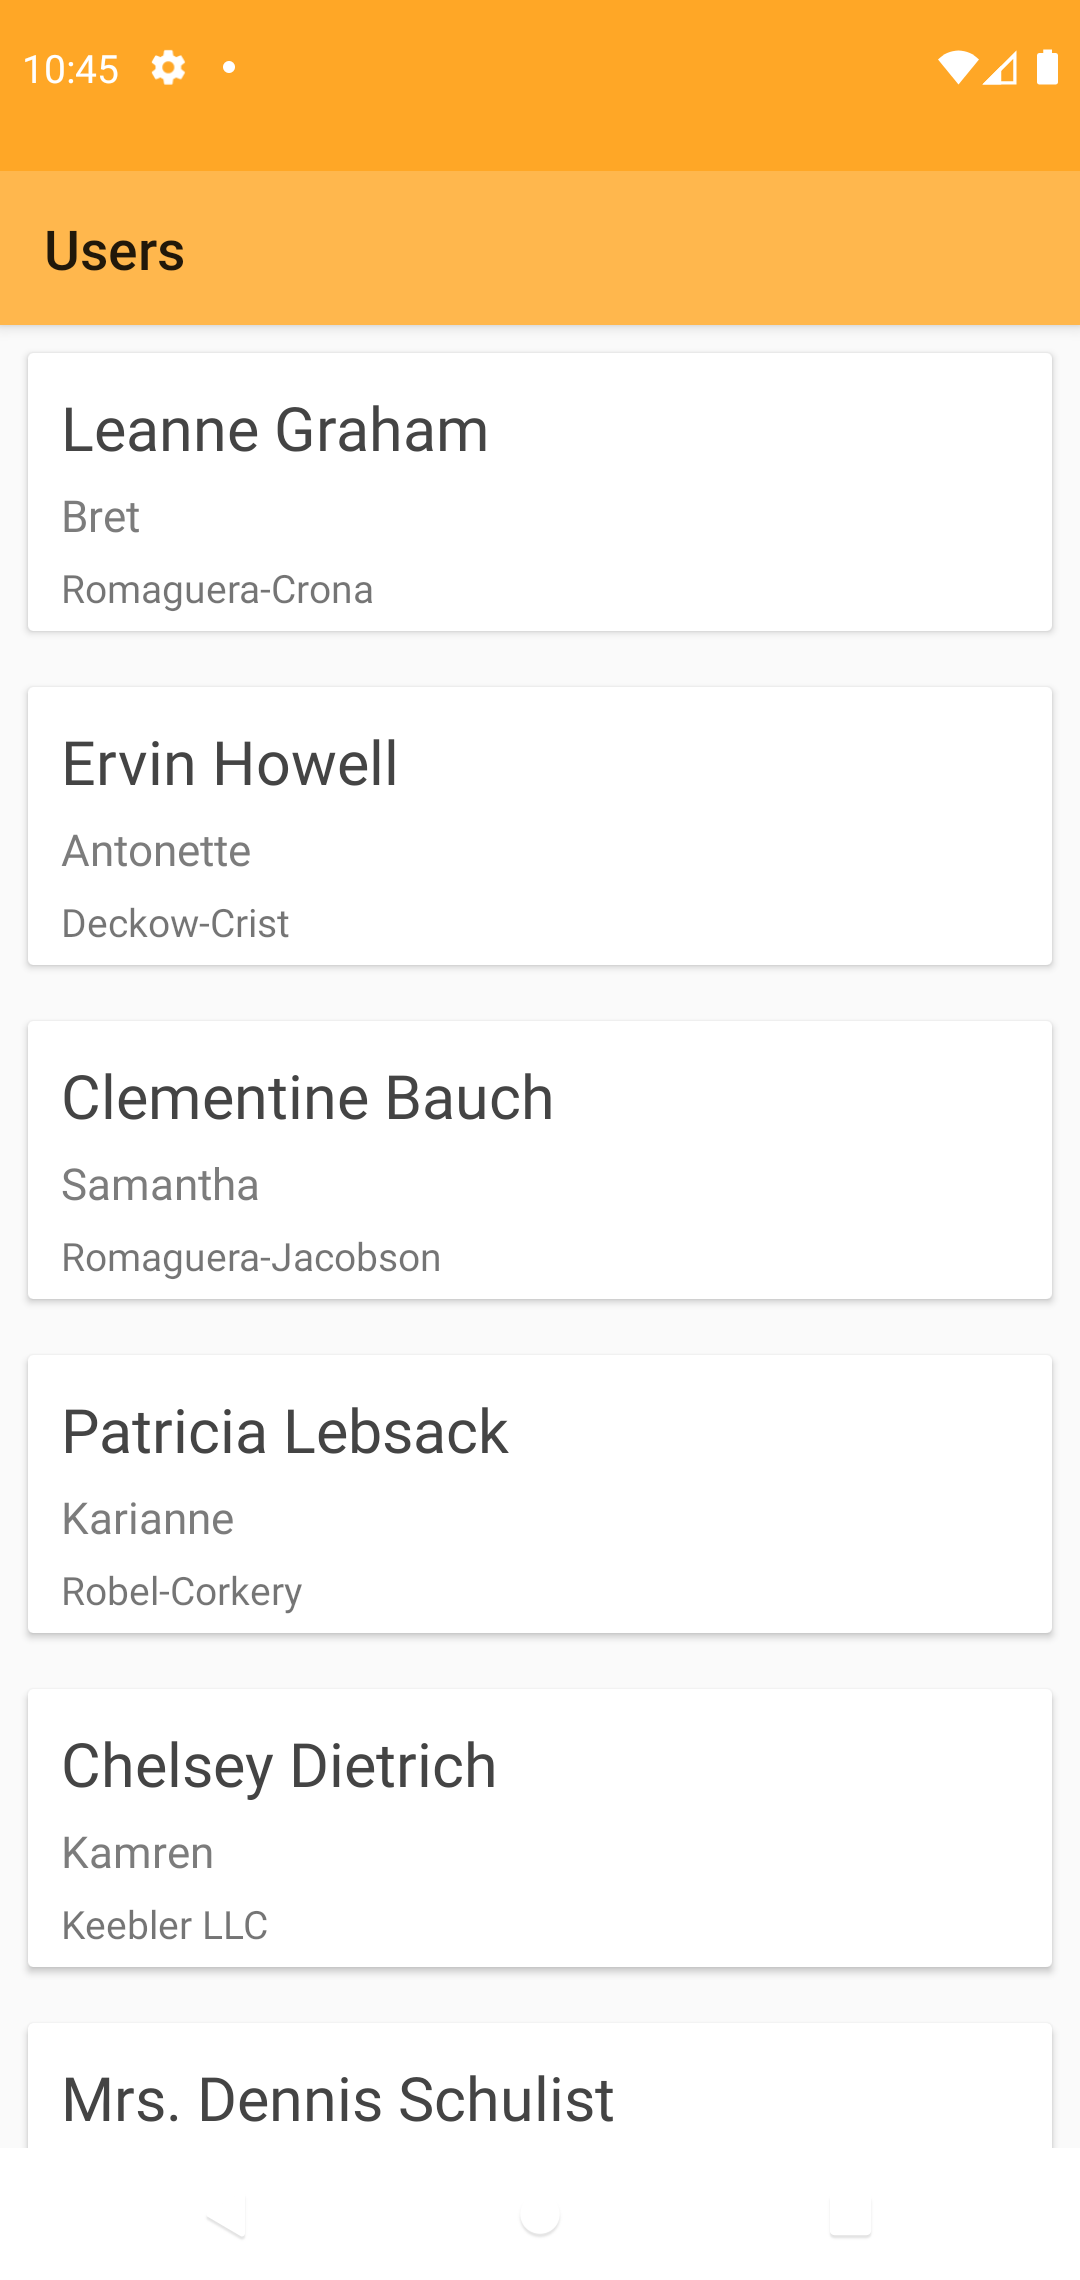 10:45
Users
Leanne Graham
Bret
Romaguera-Crona
Ervin Howell
Antonette
Deckow-Crist
Clementine Bauch
Samantha
Romaguera-Jacobson
Patricia Lebsack
Karianne
Robel-Corkery
Chelsey Dietrich
Kamren
Keebler LLC
Mrs. Dennis Schulist